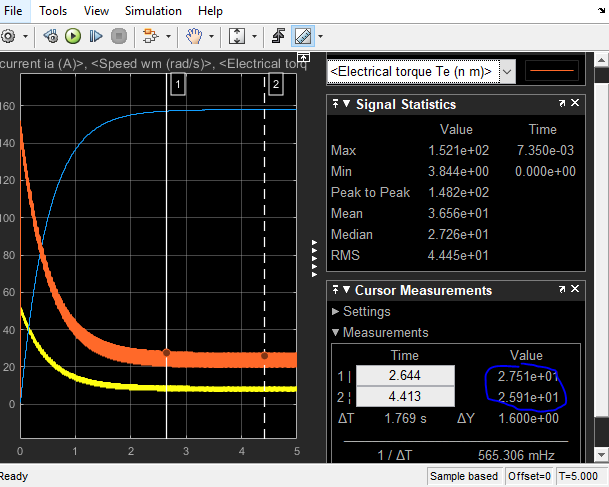 File Tools View Simulation Help
current ia (A)>, <Speed wm (rad/s)>, <Electrical torq
<Electrical torque Te (n m)>
1 2
160
140
120
100
80
60
40
20
0
0 1 2 3 4 5
Signal Statistics
Value Time
Max 1.521e+02 7.350e-03
Min 3.844e+00 0.000e+00
Peak to Peak 1.482e+02
Mean 3.656e+01
Median 2.726e+01
RMS 4.445e+01
Cursor Measurements
Settings
Measurements
Time Value
1 | 2.644 2.751e+01
2 | 4.413 2.591e+01
ΔT 1.769 s ΔY 1.600e+00
1 / ΔT 565.306 mHz
Ready Sample based Offset=0 T=5.000